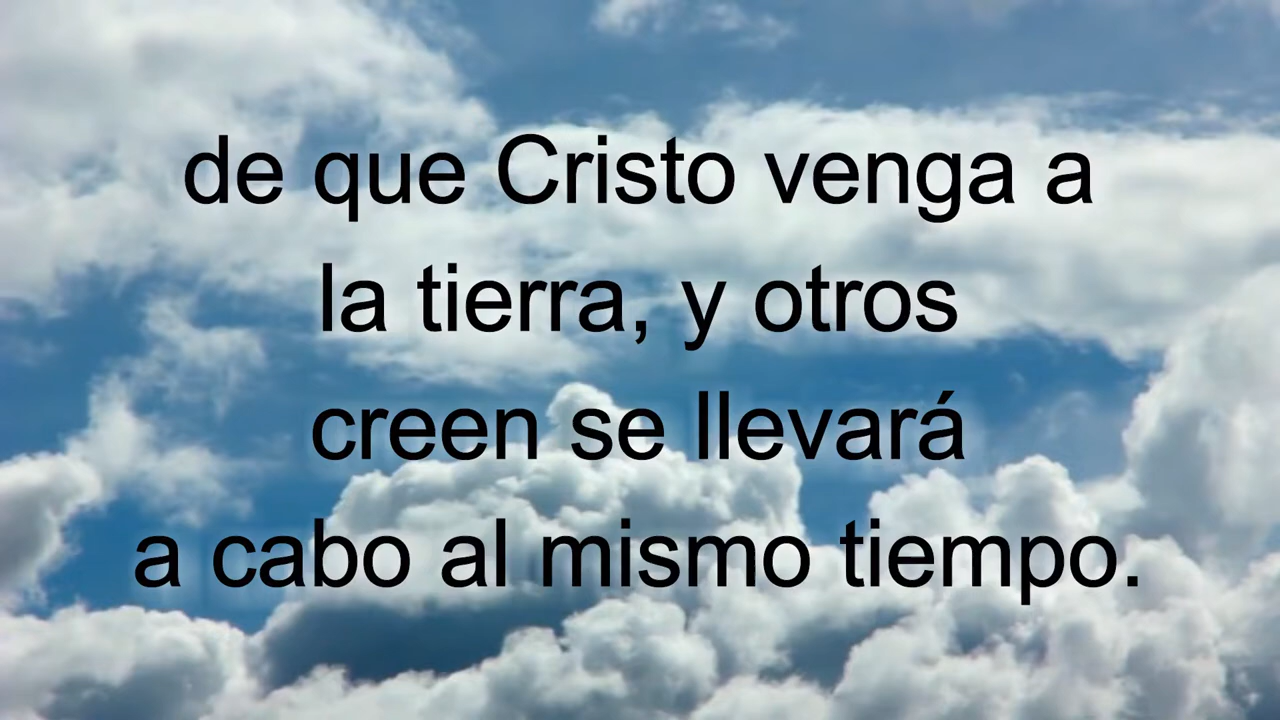 de que Cristo venga a
la tierra, y otros
creen se llevará
a cabo al mismo tiempo.